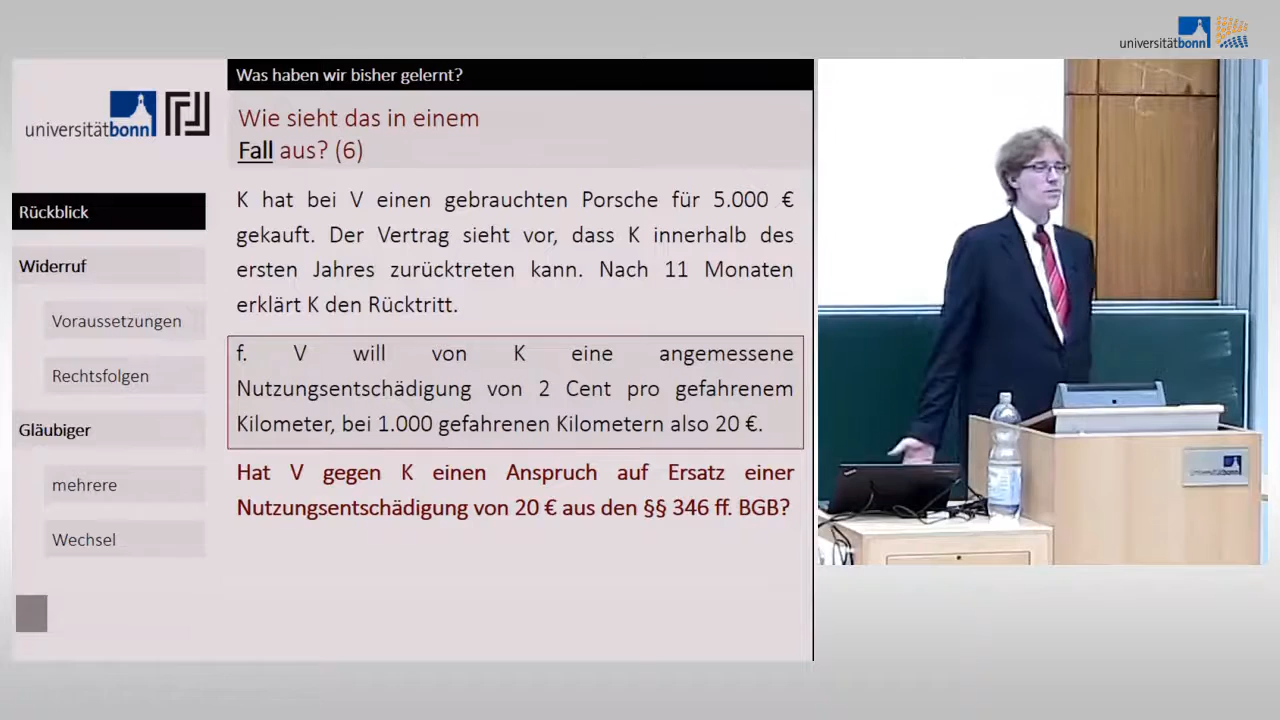 universitätbonn
Was haben wir bisher gelernt?
universitätbonn
Wie sieht das in einem
Fall aus? (6)
Rückblick
Widerruf
Voraussetzungen
Rechtsfolgen
Gläubiger
mehrere
Wechsel
K hat bei V einen gebrauchten Porsche für 5.000 €
gekauft. Der Vertrag sieht vor, dass K innerhalb des
ersten Jahres zurücktreten kann. Nach 11 Monaten
erklärt K den Rücktritt.
f. V will von K eine angemessene
Nutzungsentschädigung von 2 Cent pro gefahrenem
Kilometer, bei 1.000 gefahrenen Kilometern also 20 €.
Hat V gegen K einen Anspruch auf Ersatz einer
Nutzungsentschädigung von 20 € aus den §§ 346 ff. BGB?
universitätbonn